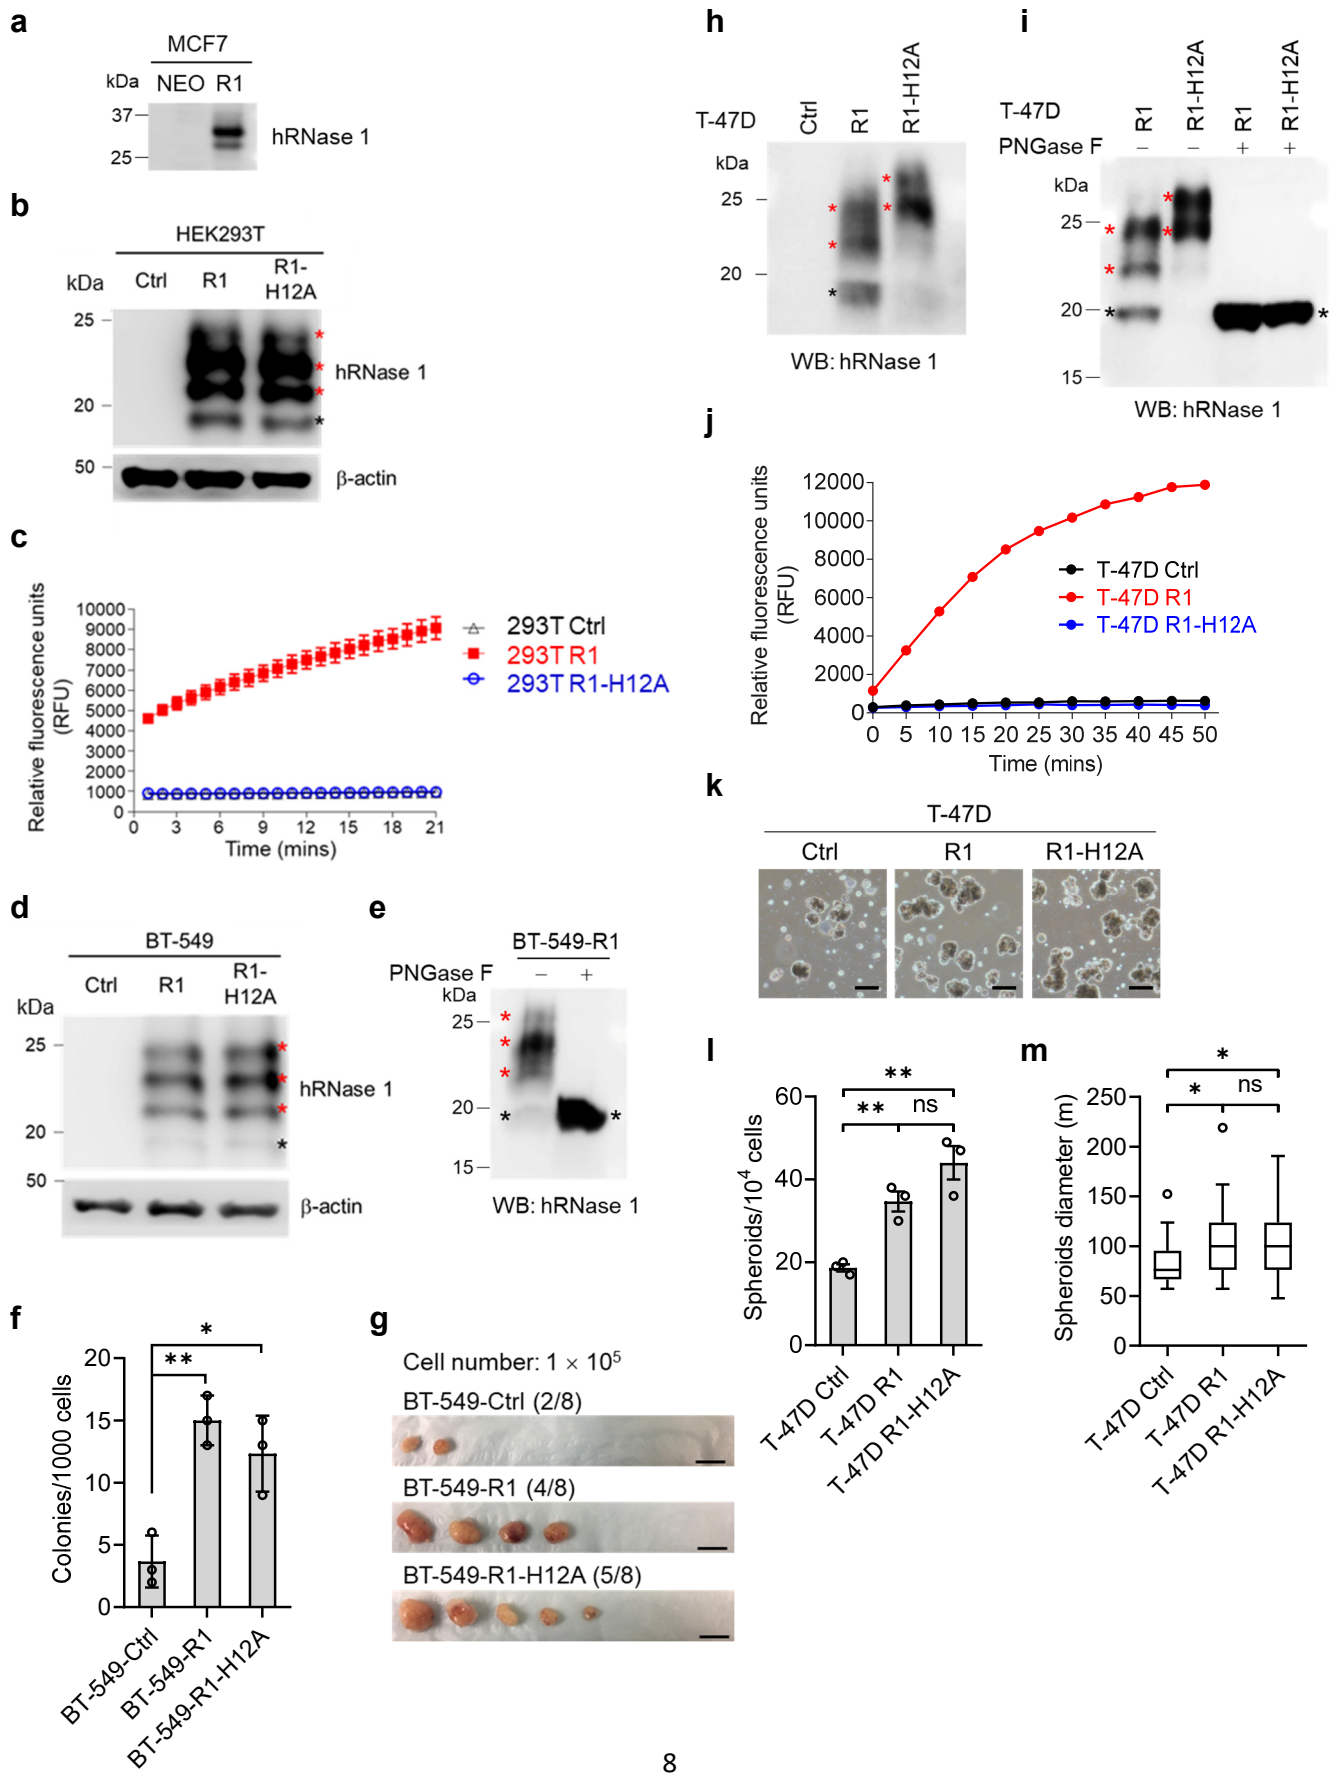 a
MCF7
kDa NEO R1
37
25
hRNase 1
b
HEK293T
kDa Ctrl R1 R1-
H12A
25
20
50
* * * *
hRNase 1
β-actin
c
Relative fluorescence units
(RFU)
10000
9000
8000
7000
6000
5000
4000
3000
2000
1000
0
0 3 6 9 12 15 18 21
Time (mins)
293T Ctrl
293T R1
293T R1-H12A
d
BT-549
Ctrl R1 R1-
H12A
kDa
25
20
50
* * * *
hRNase 1
β-actin
e
BT-549-R1
PNGase F − +
kDa
25
20
15
* * * * *
WB: hRNase 1
f
Colonies/1000 cells
20
15
10
5
0
*
**
BT-549-Ctrl
BT-549-R1
BT-549-R1-H12A
g
Cell number: 1 × 10⁵
BT-549-Ctrl (2/8)
BT-549-R1 (4/8)
BT-549-R1-H12A (5/8)
h
T-47D Ctrl R1 R1-H12A
kDa
25
20
* * * * *
WB: hRNase 1
i
T-47D R1 R1-H12A R1 R1-H12A
PNGase F − − + +
kDa
25
20
15
* * * * * *
WB: hRNase 1
j
Relative fluorescence units
(RFU)
12000
10000
8000
6000
4000
2000
0
0 5 10 15 20 25 30 35 40 45 50
Time (mins)
T-47D Ctrl
T-47D R1
T-47D R1-H12A
k
T-47D
Ctrl R1 R1-H12A
l
Spheroids/10⁴ cells
60
40
20
0
**
** ns
T-47D Ctrl
T-47D R1
T-47D R1-H12A
m
Spheroids diameter (m)
250
200
150
100
50
0
*
* ns
T-47D Ctrl
T-47D R1
T-47D R1-H12A
8